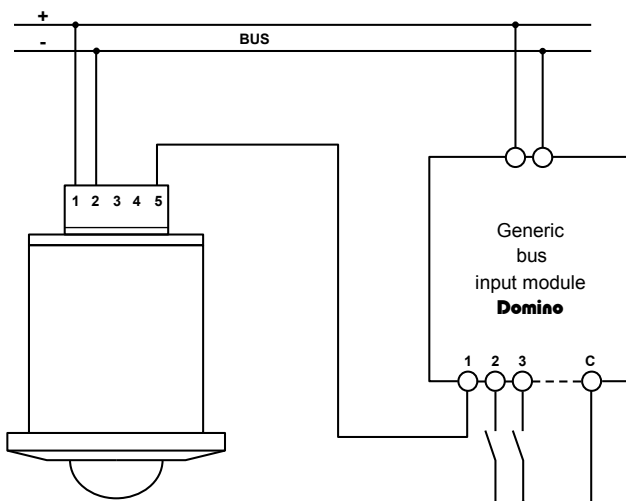 +
-
BUS
1 2 3 4 5
Generic
bus
input module
Domino
1 2 3 C